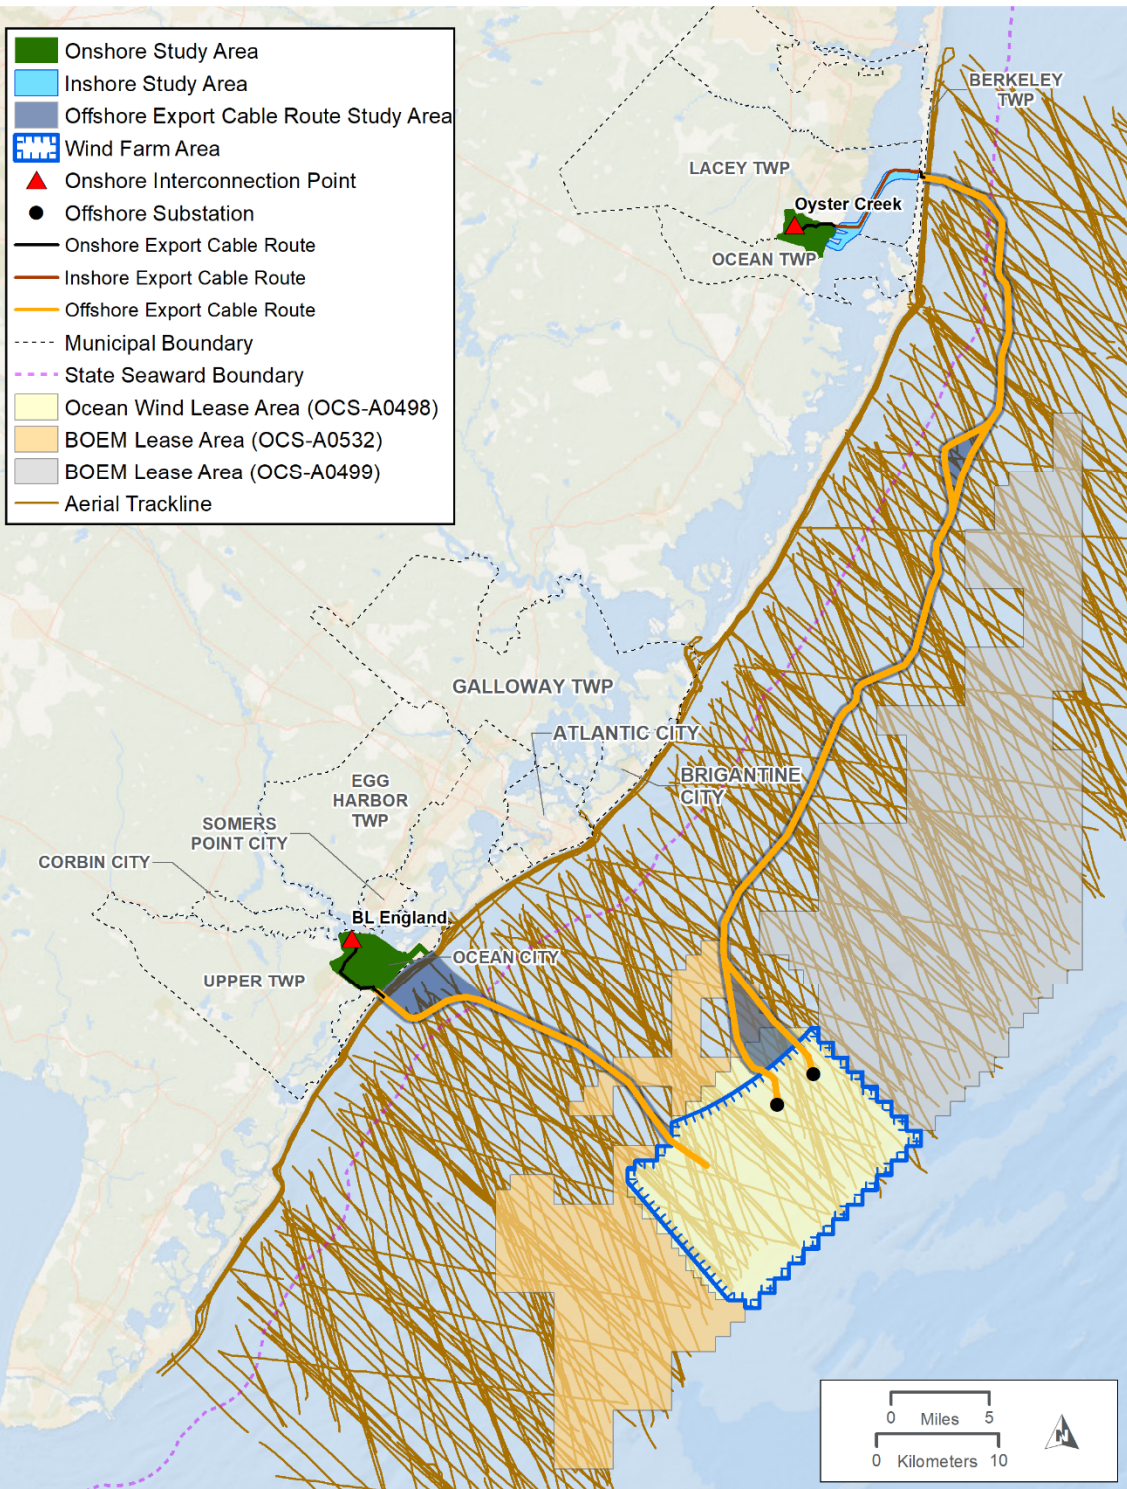 Onshore Study Area
Inshore Study Area
Offshore Export Cable Route Study Area
Wind Farm Area
Onshore Interconnection Point
Offshore Substation
Onshore Export Cable Route
Inshore Export Cable Route
Offshore Export Cable Route
Municipal Boundary
State Seaward Boundary
Ocean Wind Lease Area (OCS-A0498)
BOEM Lease Area (OCS-A0532)
BOEM Lease Area (OCS-A0499)
Aerial Trackline
BERKELEY
TWP
LACEY TWP
Oyster Creek
OCEAN TWP
GALLOWAY TWP
ATLANTIC CITY
BRIGANTINE
CITY
EGG
HARBOR
TWP
SOMERS
POINT CITY
CORBIN CITY
BL England
OCEAN CITY
UPPER TWP
0 Miles 5
0 Kilometers 10
N